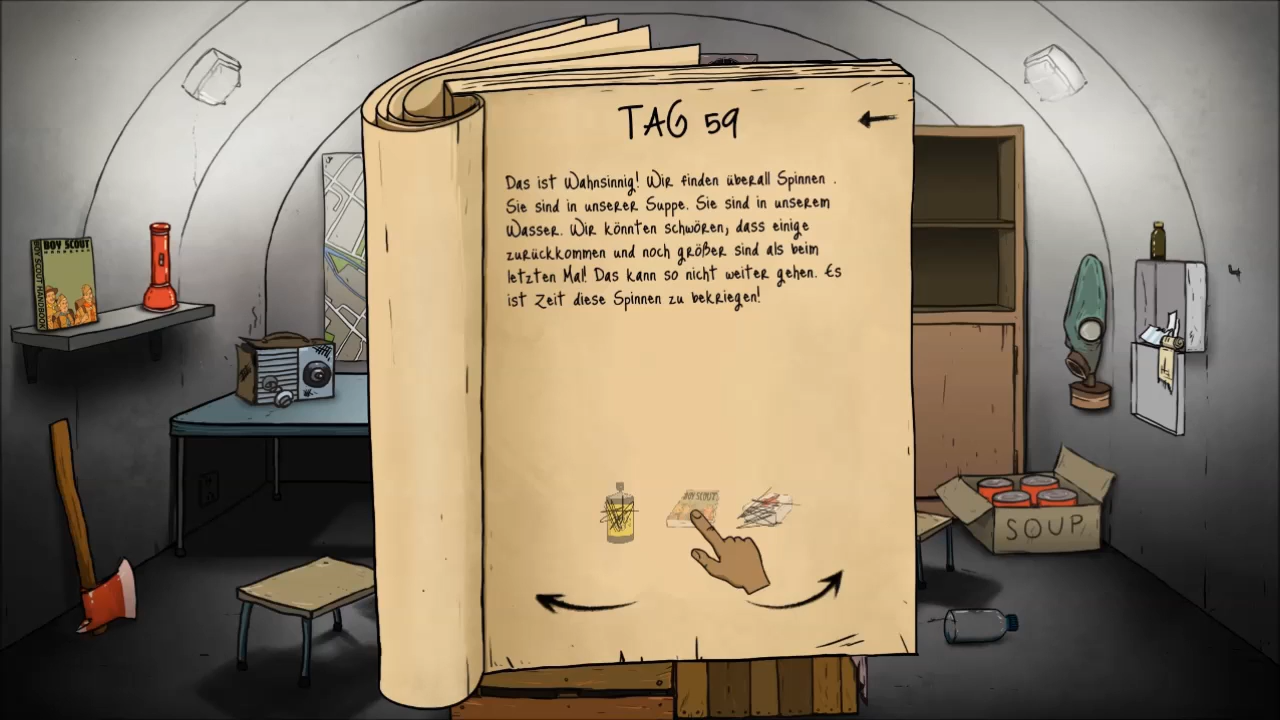 TAG 59
Das ist Wahnsinnig! Wir finden überall Spinnen .
Sie sind in unserer Suppe. Sie sind in unserem
Wasser. Wir könnten schwören, dass einige
zurückkommen und noch größer sind als beim
letzten Mal! Das kann so nicht weiter gehen. Es
ist Zeit diese Spinnen zu bekriegen!
BOY SCOUT
BOY SCOUT HANDBOOK
BOY SCOUT
SOUP